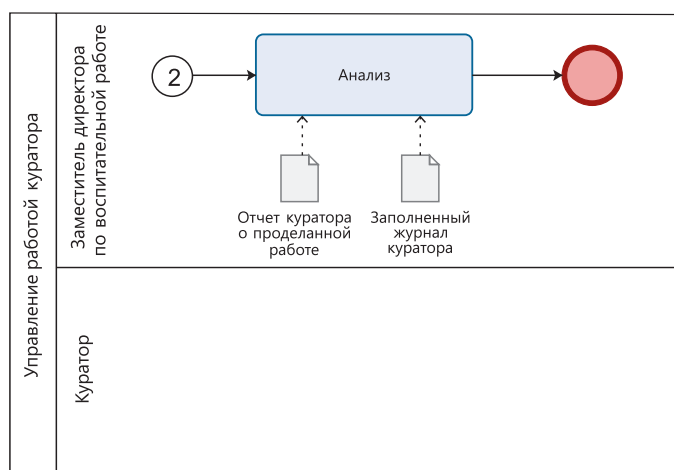 Управление работой куратора
Заместитель директора
по воспитательной работе
2
Анализ
Отчет куратора
о проделанной
работе
Заполненный
журнал
куратора
Куратор